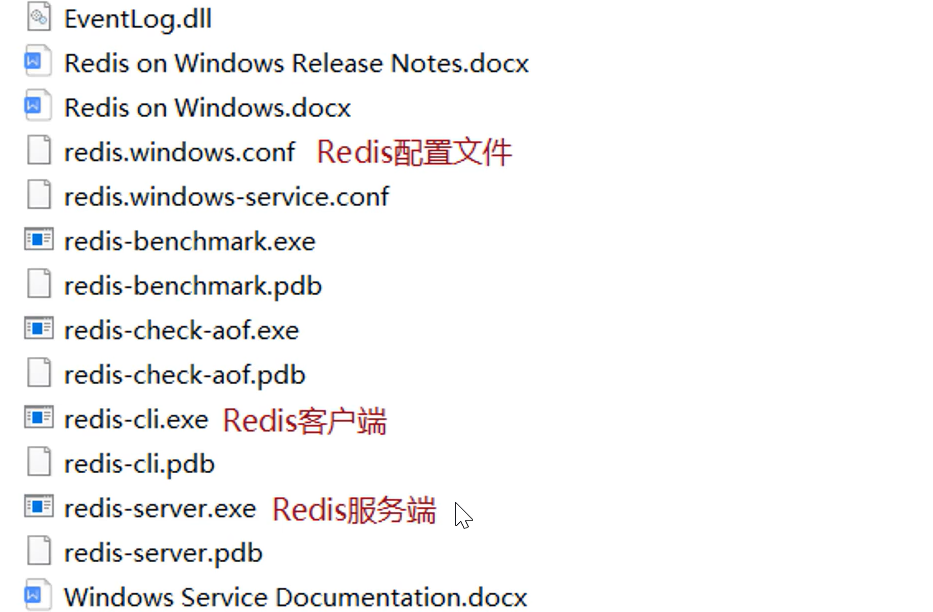 EventLog.dll
Redis on Windows Release Notes.docx
Redis on Windows.docx
redis.windows.conf Redis配置文件
redis.windows-service.conf
redis-benchmark.exe
redis-benchmark.pdb
redis-check-aof.exe
redis-check-aof.pdb
redis-cli.exe Redis客户端
redis-cli.pdb
redis-server.exe Redis服务端
redis-server.pdb
Windows Service Documentation.docx